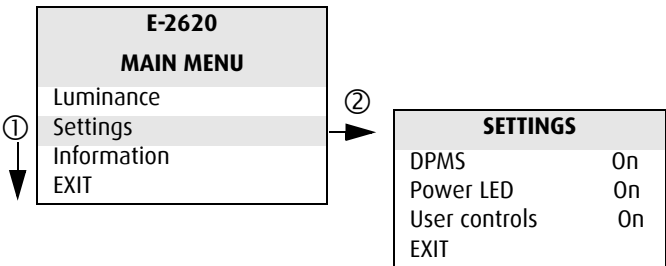 E-2620
MAIN MENU
Luminance
②
① Settings
Information
EXIT
SETTINGS
DPMS On
Power LED On
User controls On
EXIT